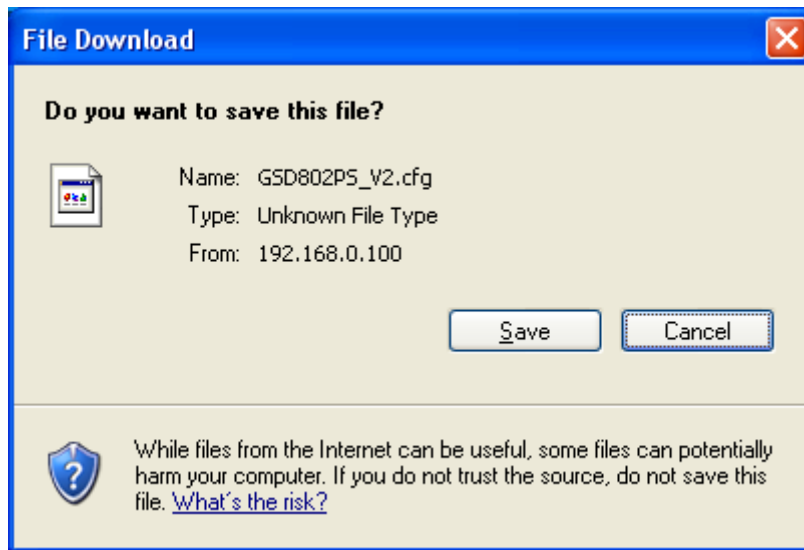 File Download
Do you want to save this file?
Name: GSD802PS_V2.cfg
Type: Unknown File Type
From: 192.168.0.100
Save Cancel
While files from the Internet can be useful, some files can potentially
harm your computer. If you do not trust the source, do not save this
file. What's the risk?